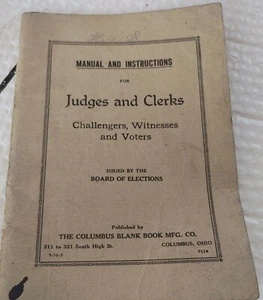 MANUAL AND INSTRUCTIONS
FOR
Judges and Clerks
Challengers, Witnesses
and Voters
ISSUED BY THE
BOARD OF ELECTIONS
Published by
THE COLUMBUS BLANK BOOK MFG. CO.
311 to 321 South High St. COLUMBUS, OHIO